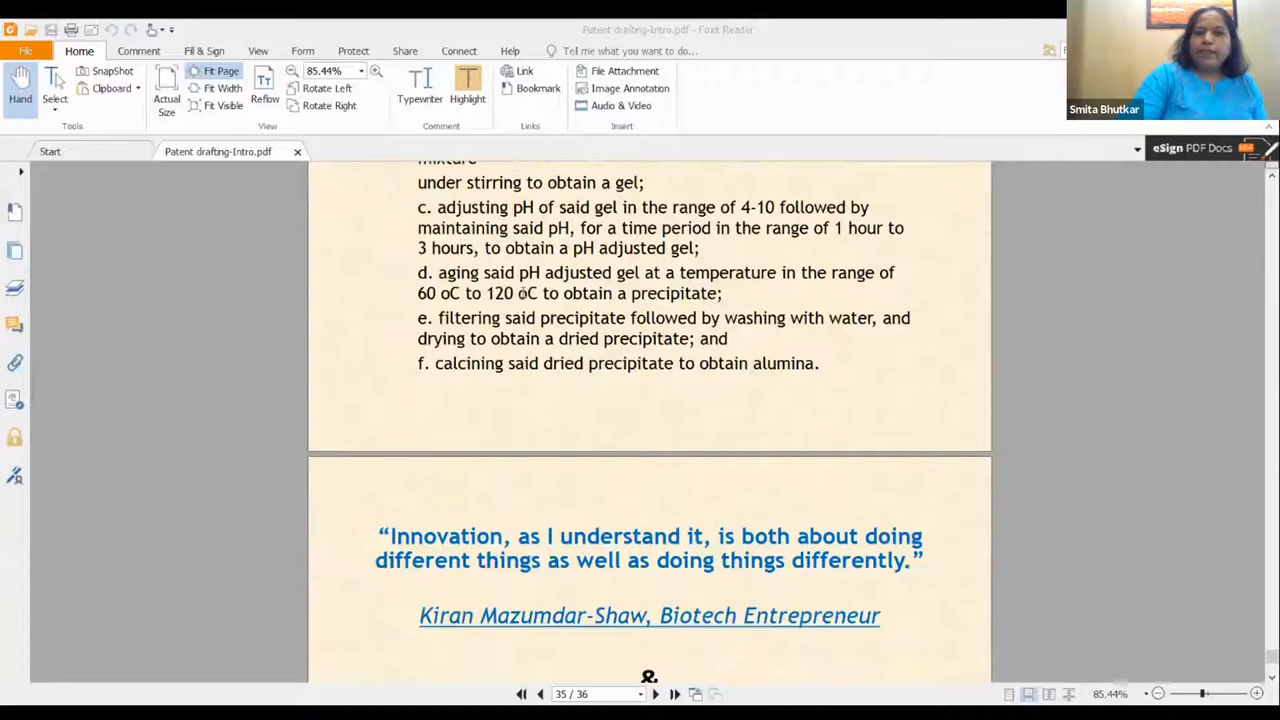 Patent drafting-Intro.pdf - Foxit Reader
File Home Comment Fill & Sign View Form Protect Share Connect Help Tell me what you want to do...
Hand
Select
SnapShot
Clipboard
Tools
Actual Size
Fit Page
Fit Width
Fit Visible
Reflow
85.44%
Rotate Left
Rotate Right
View
Typewriter
Highlight
Comment
Link
Bookmark
Links
File Attachment
Image Annotation
Audio & Video
Insert
Smita Bhutkar
Start
Patent drafting-Intro.pdf
eSign PDF Docs
mixture
under stirring to obtain a gel;
c. adjusting pH of said gel in the range of 4-10 followed by
maintaining said pH, for a time period in the range of 1 hour to
3 hours, to obtain a pH adjusted gel;
d. aging said pH adjusted gel at a temperature in the range of
60 oC to 120 oC to obtain a precipitate;
e. filtering said precipitate followed by washing with water, and
drying to obtain a dried precipitate; and
f. calcining said dried precipitate to obtain alumina.
“Innovation, as I understand it, is both about doing
different things as well as doing things differently.”
Kiran Mazumdar-Shaw, Biotech Entrepreneur
&
35 / 36
85.44%